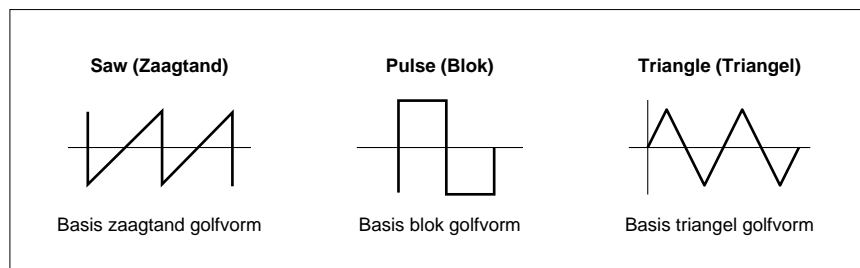 Saw (Zaagtand)
Pulse (Blok)
Triangle (Triangel)
Basis zaagtand golfvorm
Basis blok golfvorm
Basis triangel golfvorm